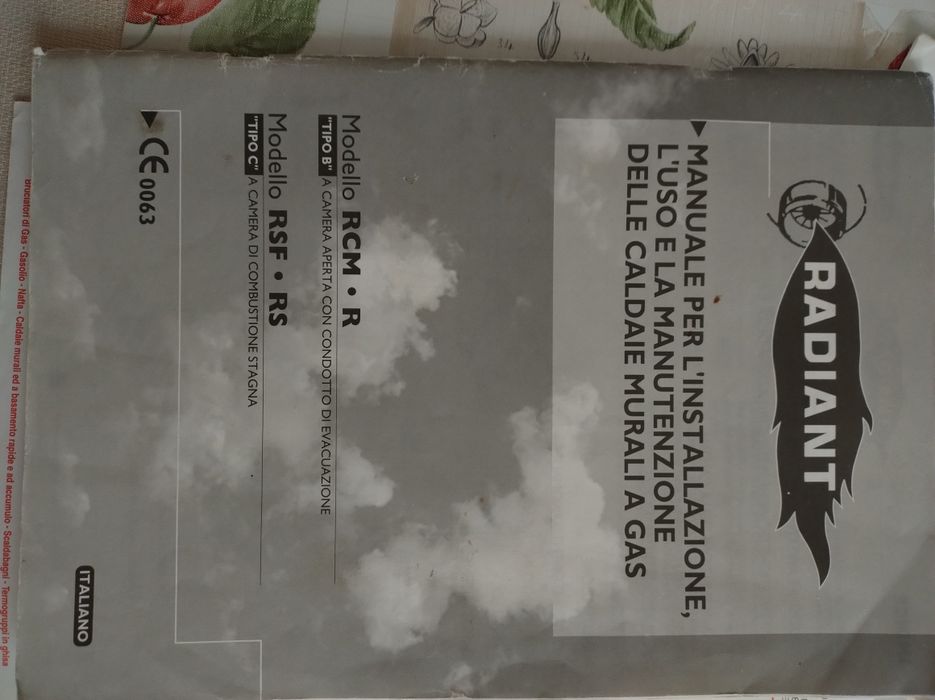 RADIANT
MANUALE PER L'INSTALLAZIONE,
L'USO E LA MANUTENZIONE
DELLE CALDAIE MURALI A GAS
Modello RCM • R
"TIPO B" A CAMERA APERTA CON CONDOTTO DI EVACUAZIONE
Modello RSF • RS
"TIPO C" A CAMERA DI COMBUSTIONE STAGNA
CE 0063
ITALIANO
Bruciatori di Gas - Gasolio - Nafta - Caldaie murali ed a basamento rapide e ad accumulo - Scaldabagni - Termogruppi in ghisa